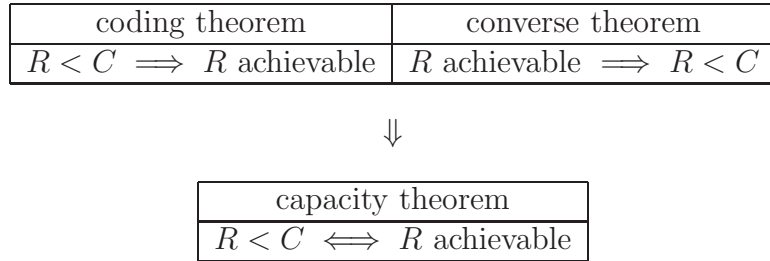 coding theorem converse theorem
R < C ⟹ R achievable R achievable ⟹ R < C
⇓
capacity theorem
R < C ⟺ R achievable